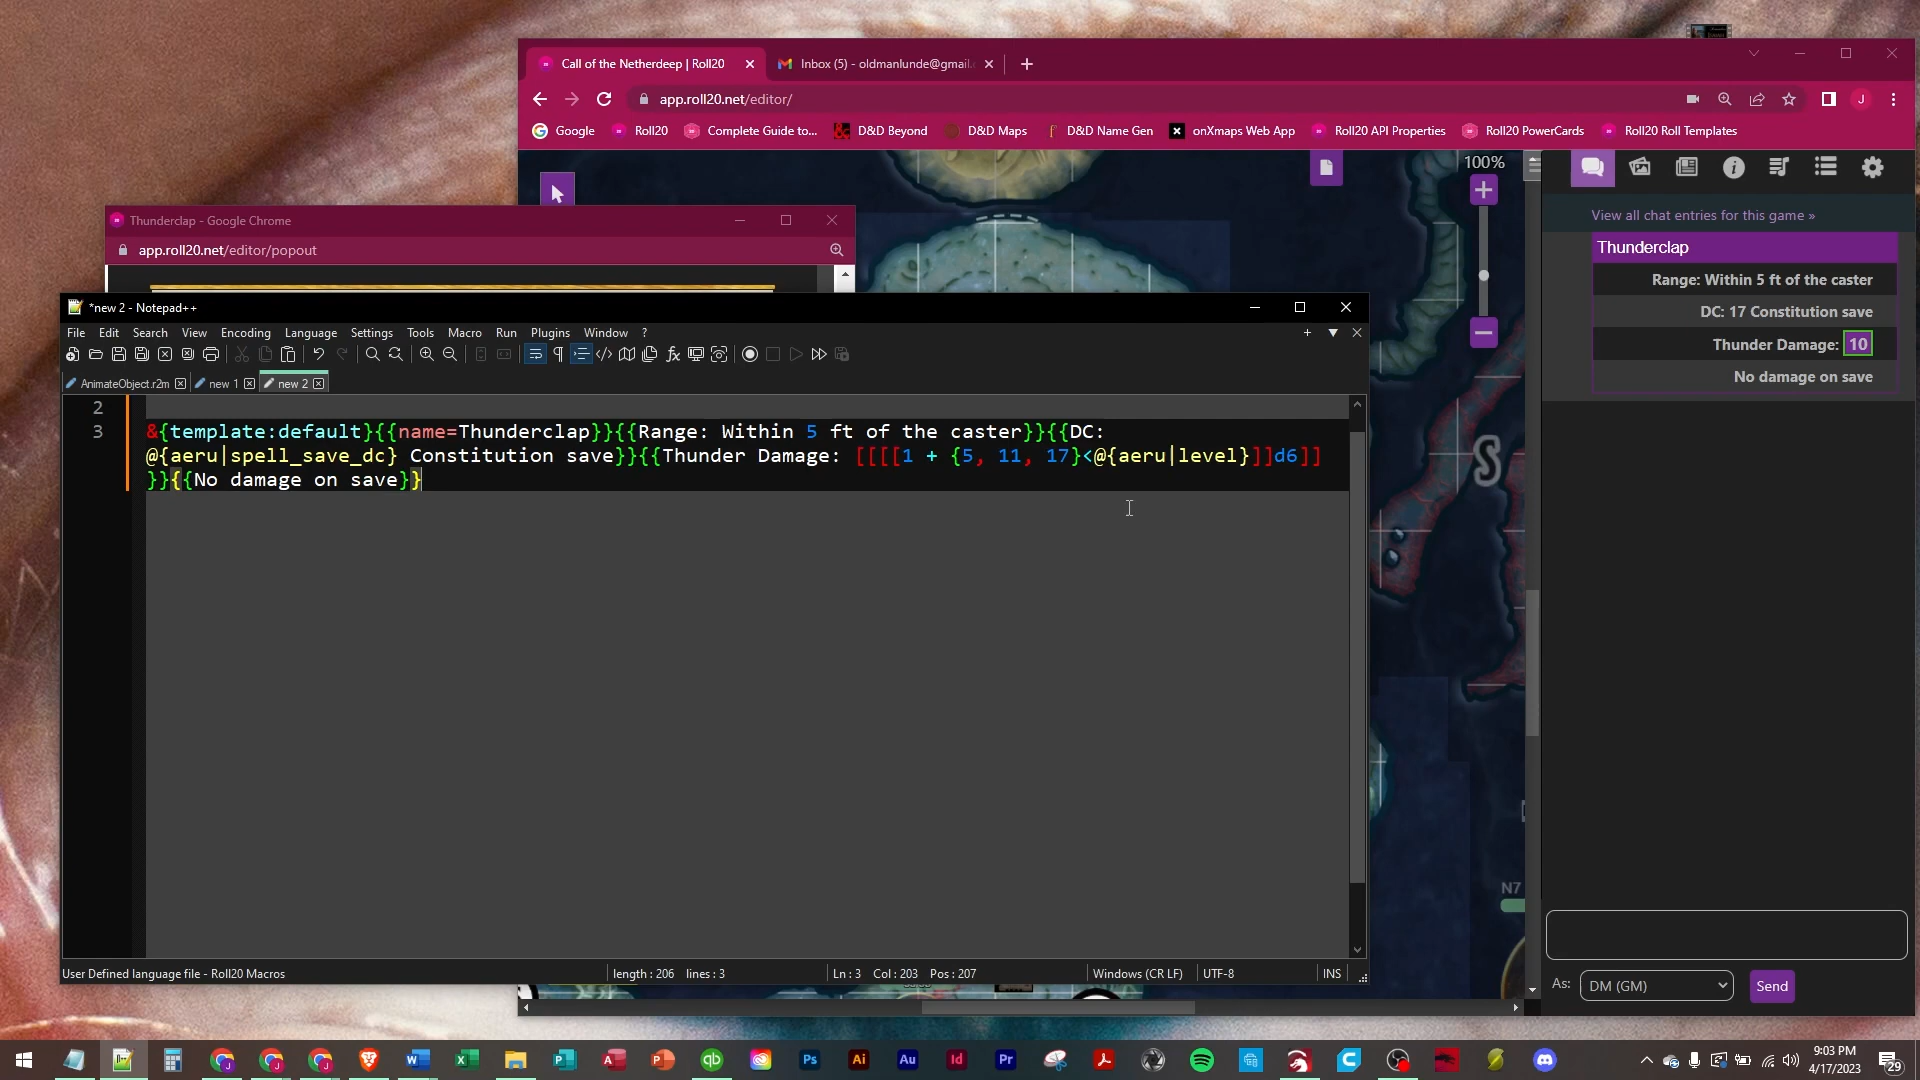 Call of the Netherdeep | Roll20
Inbox (5) - oldmanlunde@gmail.
app.roll20.net/editor/
Google
Roll20
Complete Guide to...
D&D Beyond
D&D Maps
D&D Name Gen
onXmaps Web App
Roll20 API Properties
Roll20 PowerCards
Roll20 Roll Templates
100%
View all chat entries for this game »
Thunderclap
Range: Within 5 ft of the caster
DC: 17 Constitution save
Thunder Damage: 10
No damage on save
Thunderclap - Google Chrome
app.roll20.net/editor/popout
*new 2 - Notepad++
File Edit Search View Encoding Language Settings Tools Macro Run Plugins Window ?
AnimateObject.r2m
new 1
new 2
2
3
&{template:default}{{name=Thunderclap}}{{Range: Within 5 ft of the caster}}{{DC:
@{aeru|spell_save_dc} Constitution save}}{{Thunder Damage: [[[[1 + {5, 11, 17}<@{aeru|level}]]d6]]
}}{{No damage on save}}
S
N7
User Defined language file - Roll20 Macros
length : 206 lines : 3
Ln : 3 Col : 203 Pos : 207
Windows (CR LF)
UTF-8
INS
As:
DM (GM)
Send
9:03 PM
4/17/2023
29